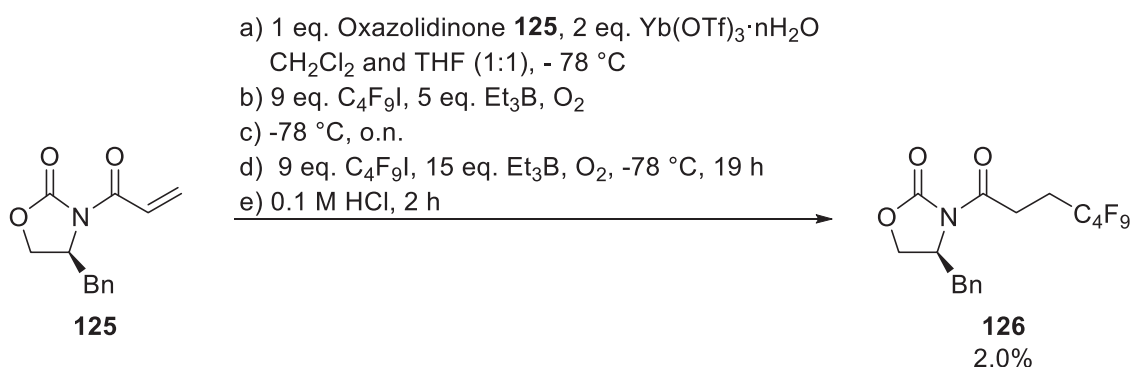 a) 1 eq. Oxazolidinone 125, 2 eq. Yb(OTf)₃·nH₂O
CH₂Cl₂ and THF (1:1), - 78 °C
b) 9 eq. C₄F₉I, 5 eq. Et₃B, O₂
c) -78 °C, o.n.
d) 9 eq. C₄F₉I, 15 eq. Et₃B, O₂, -78 °C, 19 h
e) 0.1 M HCl, 2 h
O O
O N
Bn
125
O O
O N C₄F₉
Bn
126
2.0%